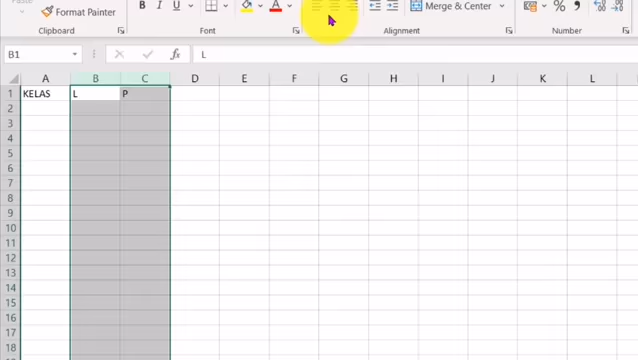 Paste
Format Painter B I U Merge & Center % ,
Clipboard Font Alignment Number
B1 fx L
A B C D E F G H I J K L
1 KELAS L P
2
3
4
5
6
7
8
9
10
11
12
13
14
15
16
17
18